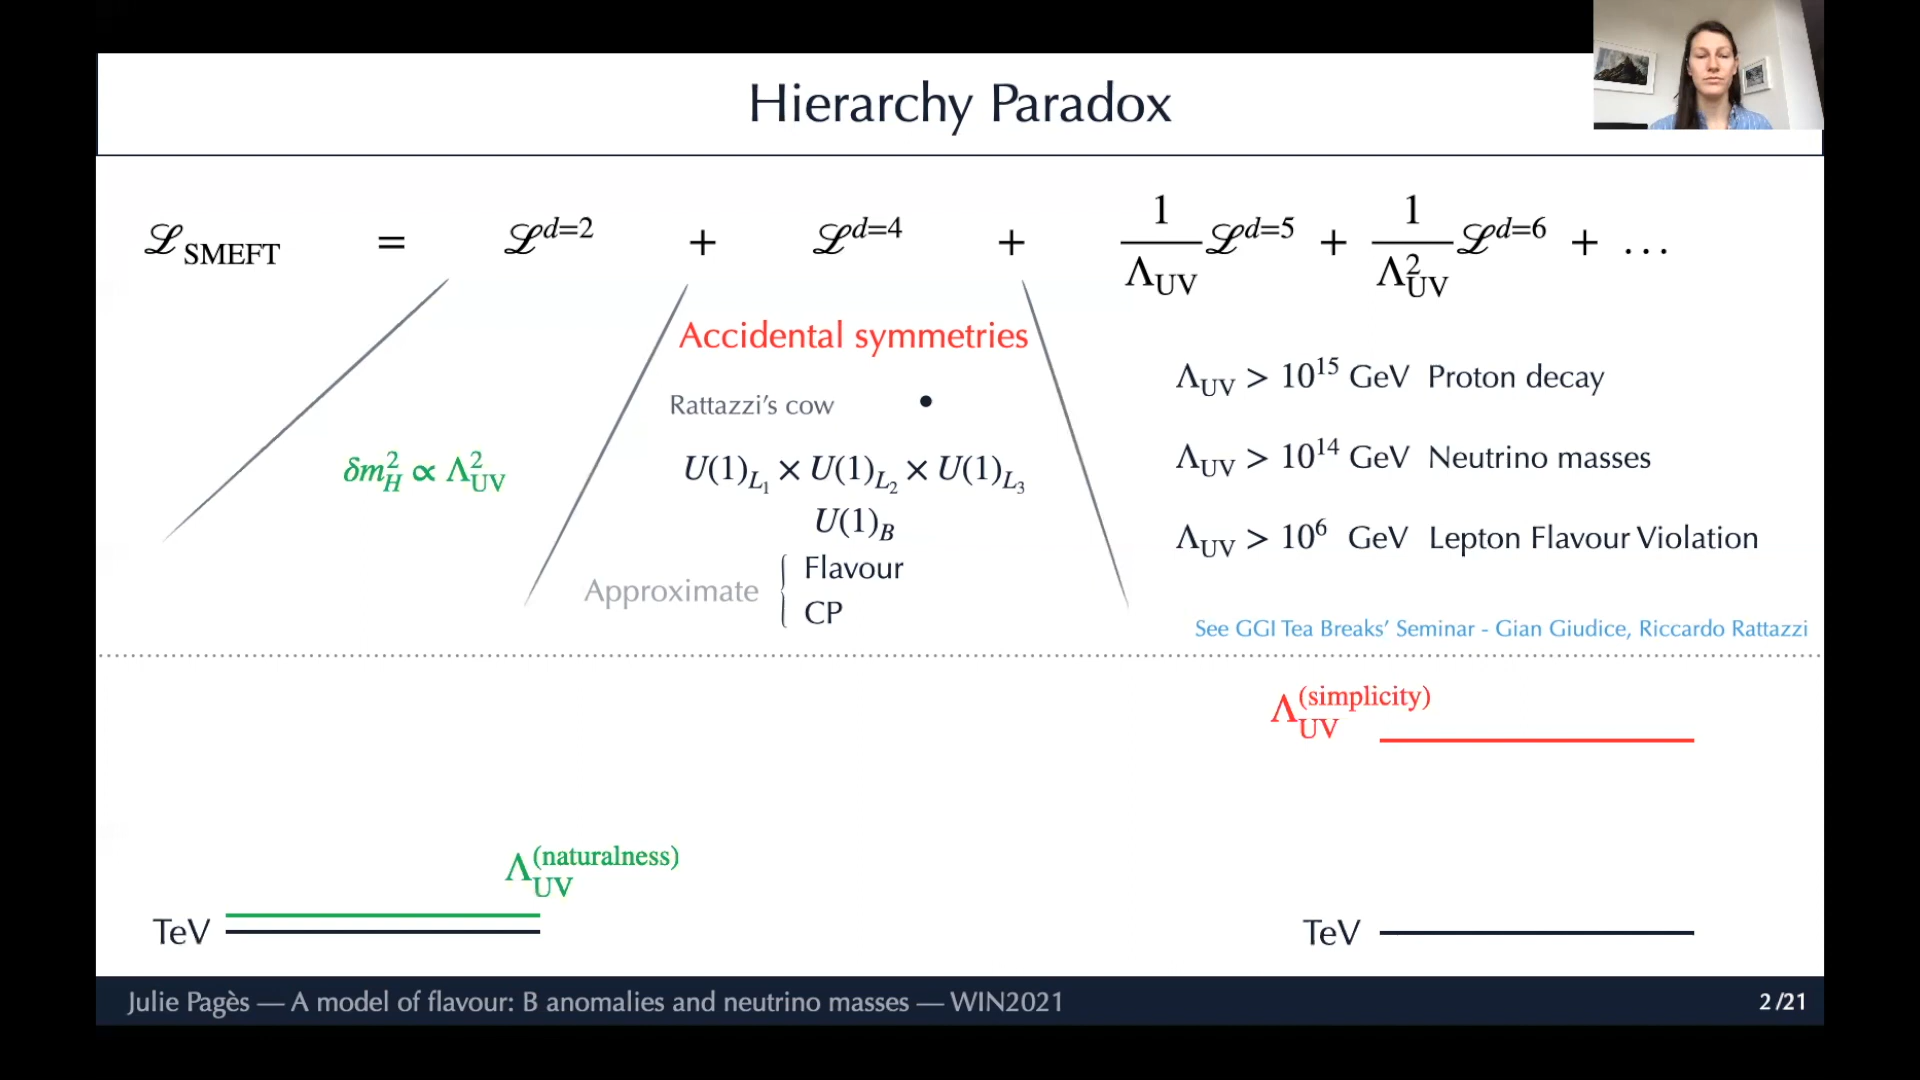 Hierarchy Paradox
ℒ_SMEFT = ℒ^{d=2} + ℒ^{d=4} + 1/Λ_UV ℒ^{d=5} + 1/Λ²_UV ℒ^{d=6} + ...
Accidental symmetries
Rattazzi's cow •
δm²_H ∝ Λ²_UV
U(1)_{L₁} × U(1)_{L₂} × U(1)_{L₃}
U(1)_B
Approximate { Flavour
CP
Λ_UV > 10^15 GeV Proton decay
Λ_UV > 10^14 GeV Neutrino masses
Λ_UV > 10^6 GeV Lepton Flavour Violation
See GGI Tea Breaks' Seminar - Gian Giudice, Riccardo Rattazzi
Λ_UV^(simplicity)
Λ_UV^(naturalness)
TeV
TeV
Julie Pagès — A model of flavour: B anomalies and neutrino masses — WIN2021
2 /21